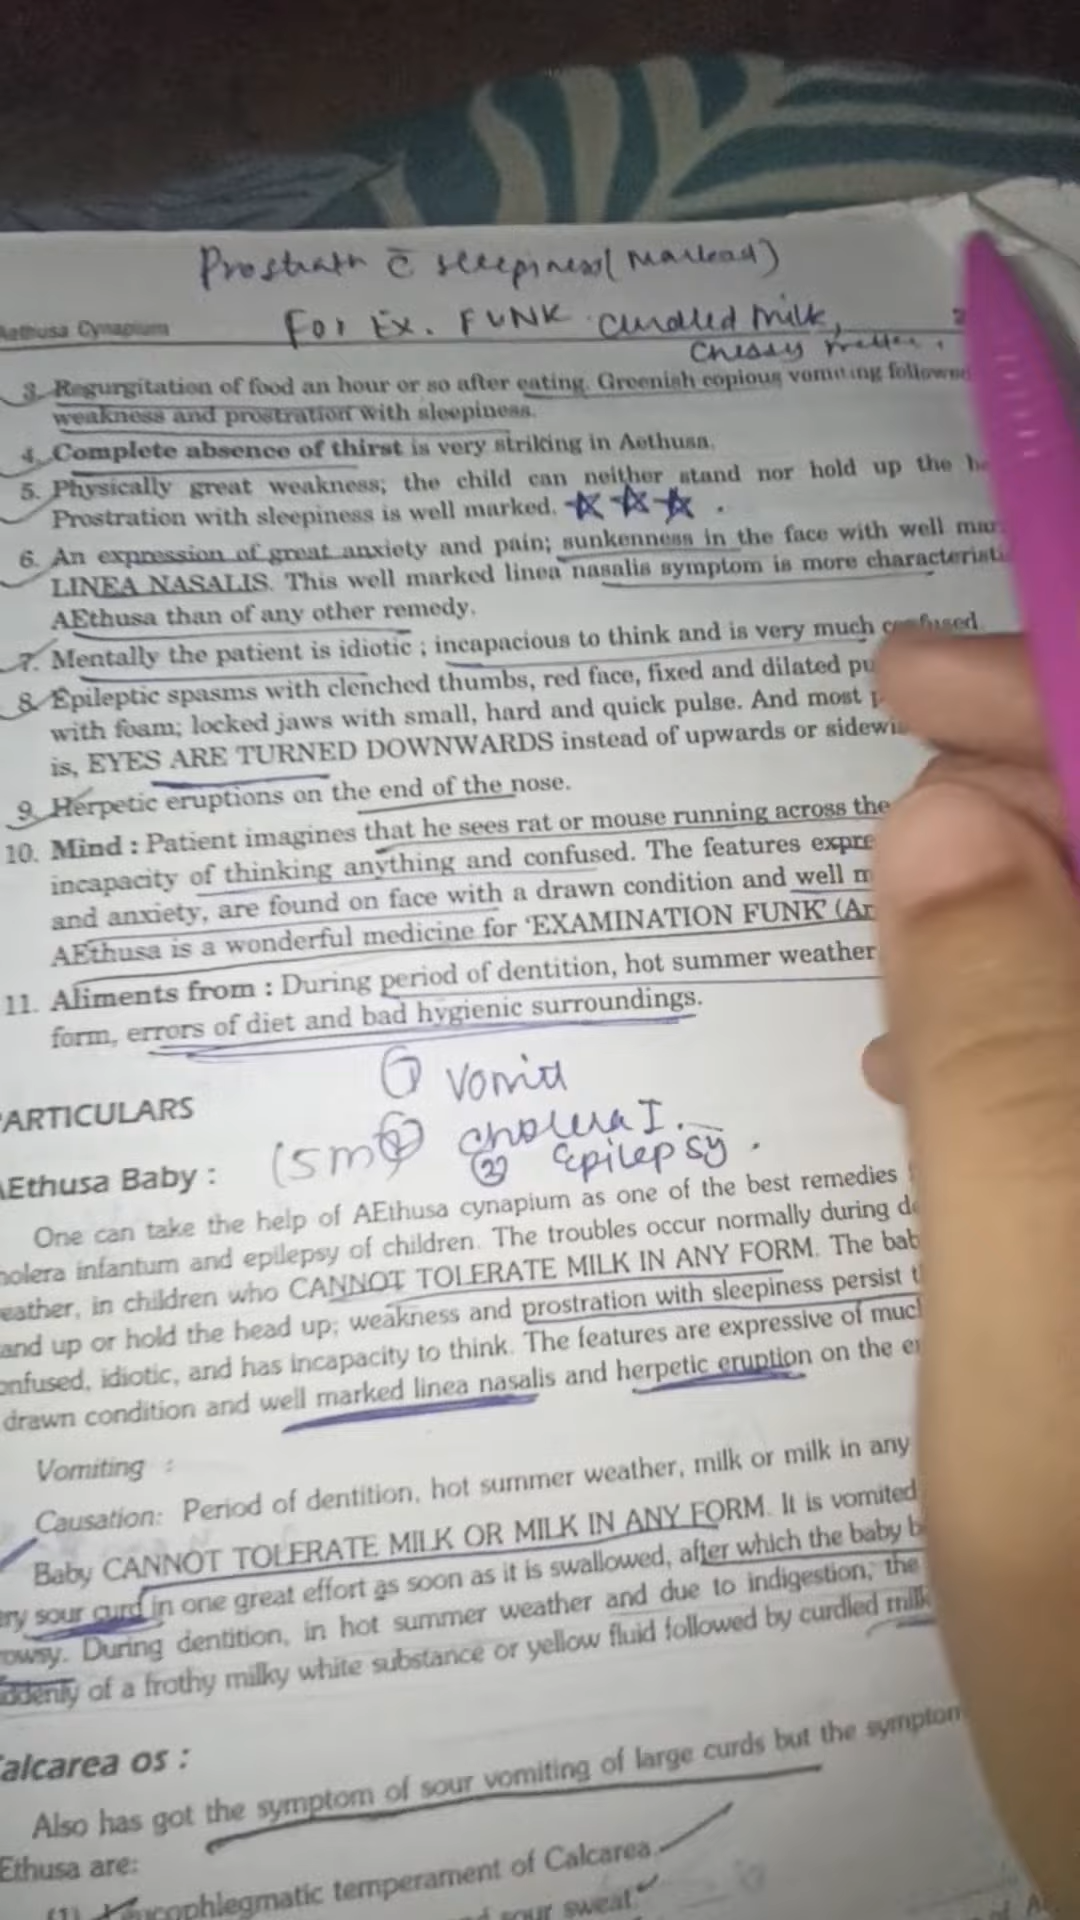 Prostratn c̄ sleepiness (Marked)
Aethusa Cynapium
For Ex. FUNK curdled milk,
3. Regurgitation of food an hour or so after eating. Greenish copious vomiting followed
weakness and prostration with sleepiness.
4. Complete absence of thirst is very striking in Aethusa.
5. Physically great weakness; the child can neither stand nor hold up the he
Prostration with sleepiness is well marked.
6. An expression of great anxiety and pain; sunkenness in the face with well mar
LINEA NASALIS. This well marked linea nasalis symptom is more characteristi
AEthusa than of any other remedy.
7. Mentally the patient is idiotic ; incapacious to think and is very much confused.
8. Epileptic spasms with clenched thumbs, red face, fixed and dilated pu
with foam; locked jaws with small, hard and quick pulse. And most
is, EYES ARE TURNED DOWNWARDS instead of upwards or sidewi
9. Herpetic eruptions on the end of the nose.
10. Mind : Patient imagines that he sees rat or mouse running across the
incapacity of thinking anything and confused. The features expre
and anxiety, are found on face with a drawn condition and well m
AEthusa is a wonderful medicine for 'EXAMINATION FUNK' (Ar
11. Aliments from : During period of dentition, hot summer weather
form, errors of diet and bad hygienic surroundings.
① Vomit
ARTICULARS
(5m) ② cholera I.
③ Epilepsy .
AEthusa Baby :
One can take the help of AEthusa cynapium as one of the best remedies
holera infantum and epilepsy of children. The troubles occur normally during de
eather, in children who CANNOT TOLERATE MILK IN ANY FORM. The bab
and up or hold the head up; weakness and prostration with sleepiness persist t
onfused, idiotic, and has incapacity to think. The features are expressive of much
drawn condition and well marked linea nasalis and herpetic eruption on the e
Vomiting :
Causation: Period of dentition, hot summer weather, milk or milk in any
Baby CANNOT TOLERATE MILK OR MILK IN ANY FORM. It is vomited
ery sour curd in one great effort as soon as it is swallowed, after which the baby b
rowsy. During dentition, in hot summer weather and due to indigestion, the
uddenly of a frothy milky white substance or yellow fluid followed by curdled milk
alcarea os :
Also has got the symptom of sour vomiting of large curds but the symptom
Ethusa are:
(1) Leucophlegmatic temperament of Calcarea
sour sweat